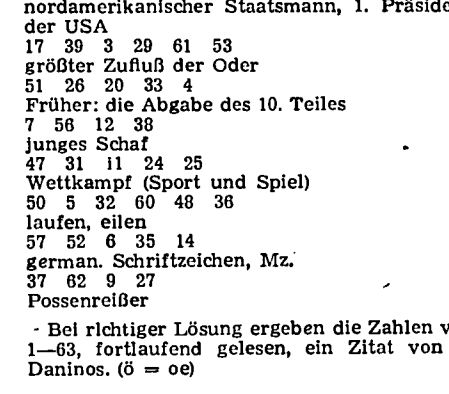 nordamerikanischer Staatsmann, 1. Präside
der USA
17 39 3 29 61 53
größter Zufluß der Oder
51 26 20 33 4
Früher: die Abgabe des 10. Teiles
7 56 12 38
junges Schaf
47 31 11 24 25
Wettkampf (Sport und Spiel)
50 5 32 60 48 36
laufen, eilen
57 52 6 35 14
german. Schriftzeichen, Mz.
37 62 9 27
Possenreißer
- Bei richtiger Lösung ergeben die Zahlen v
1—63, fortlaufend gelesen, ein Zitat von
Daninos. (ö = oe)